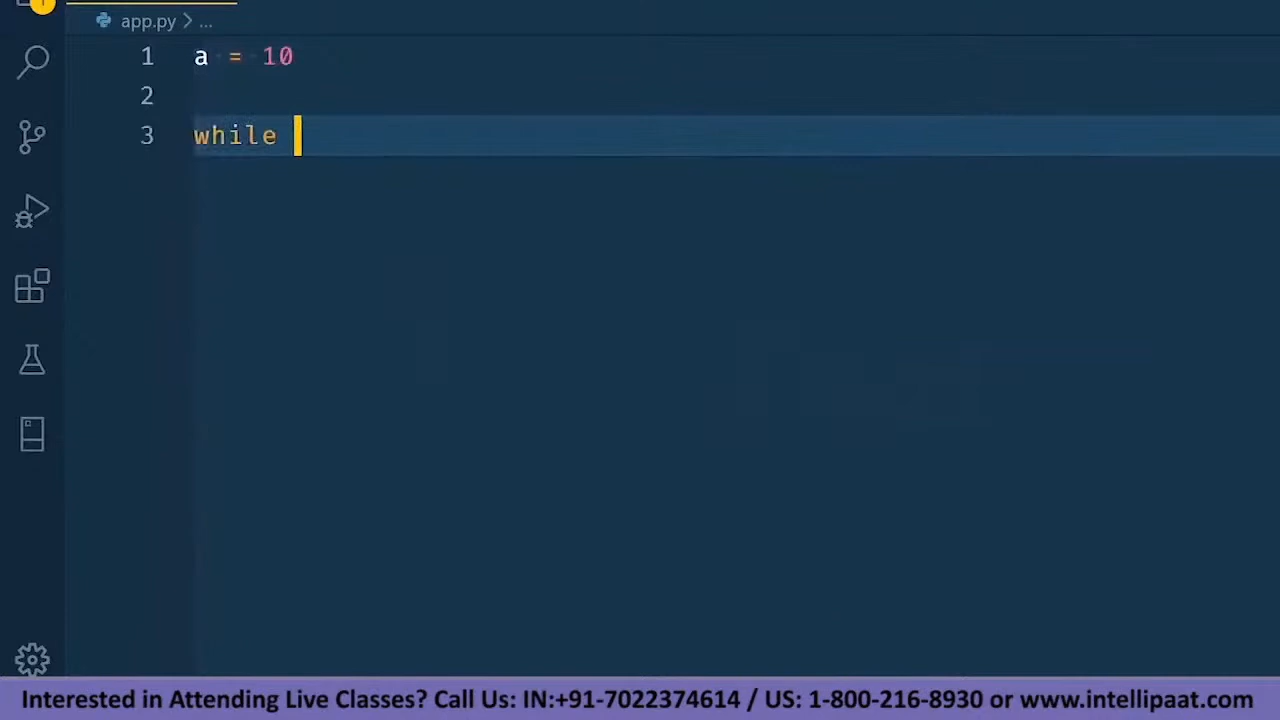 1
app.py > ...
1 a = 10
2
3 while
Interested in Attending Live Classes? Call Us: IN:+91-7022374614 / US: 1-800-216-8930 or www.intellipaat.com